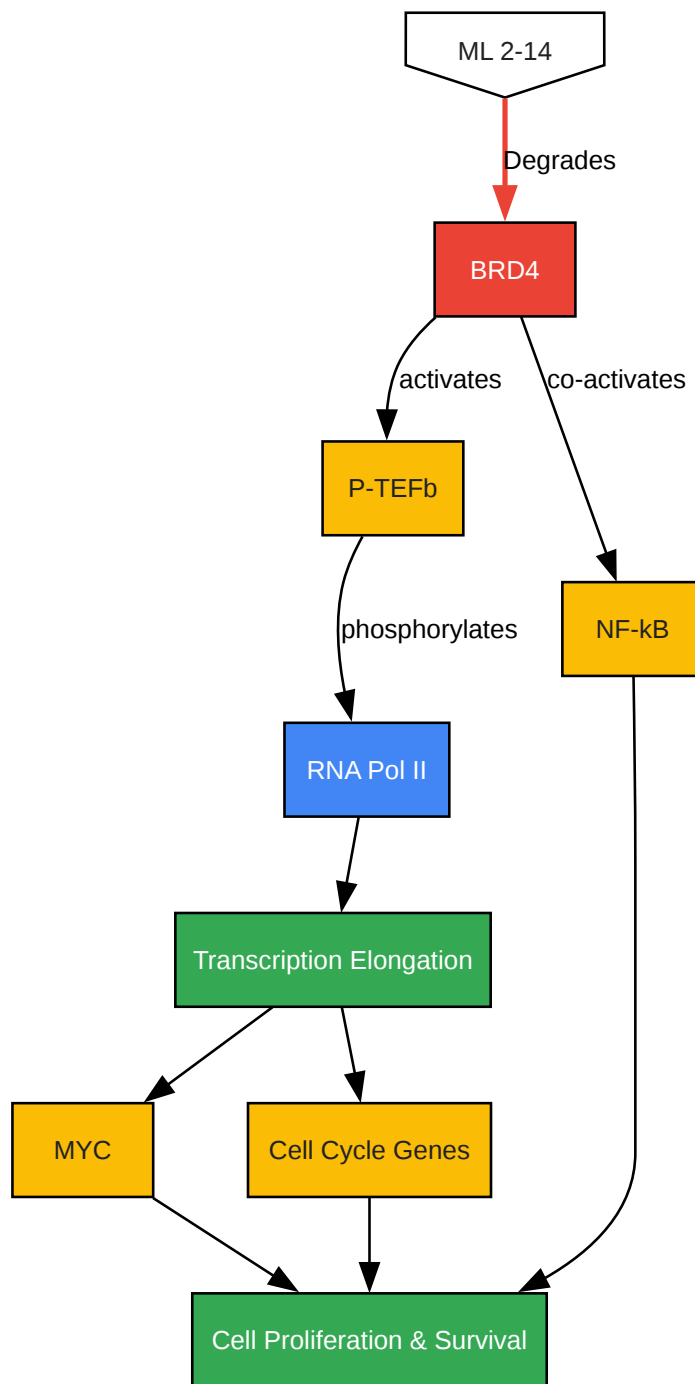 ML 2-14
Degrades
BRD4
activates
co-activates
P-TEFb
NF-kB
phosphorylates
RNA Pol II
Transcription Elongation
MYC
Cell Cycle Genes
Cell Proliferation & Survival